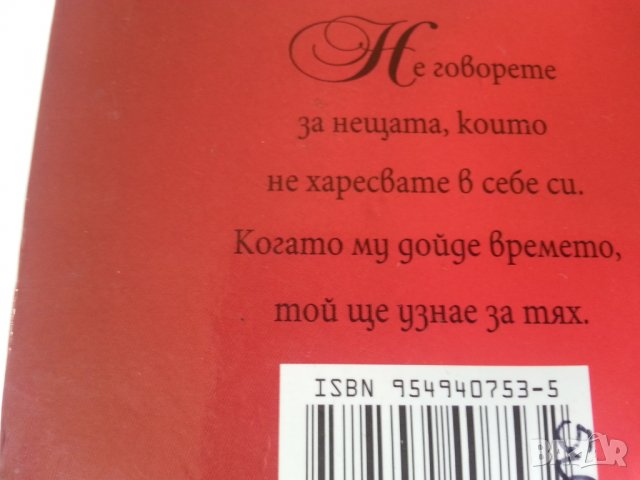 Не говорете
за нещата, които
не харесвате в себе си.
Когато му дойде времето,
той ще узнае за тях.
ISBN 954940753-5
BAZAR